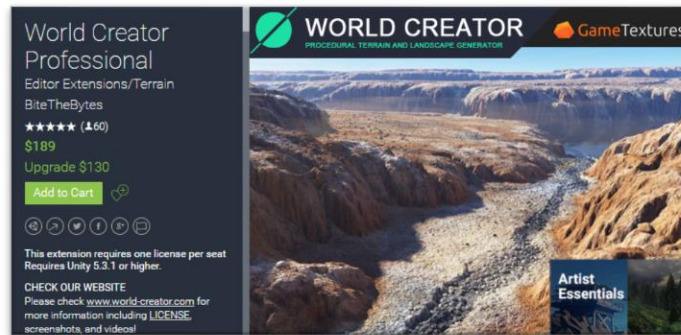 World Creator
Professional
Editor Extensions/Terrain
BiteTheBytes
★★★★★ (60)
$189
Upgrade $130
Add to Cart
This extension requires one license per seat
Requires Unity 5.3.1 or higher.
CHECK OUR WEBSITE
Please check www.world-creator.com for
more information including LICENSE,
screenshots, and videos!
WORLD CREATOR
PROCEDURAL TERRAIN AND LANDSCAPE GENERATOR
GameTextures
Artist
Essentials